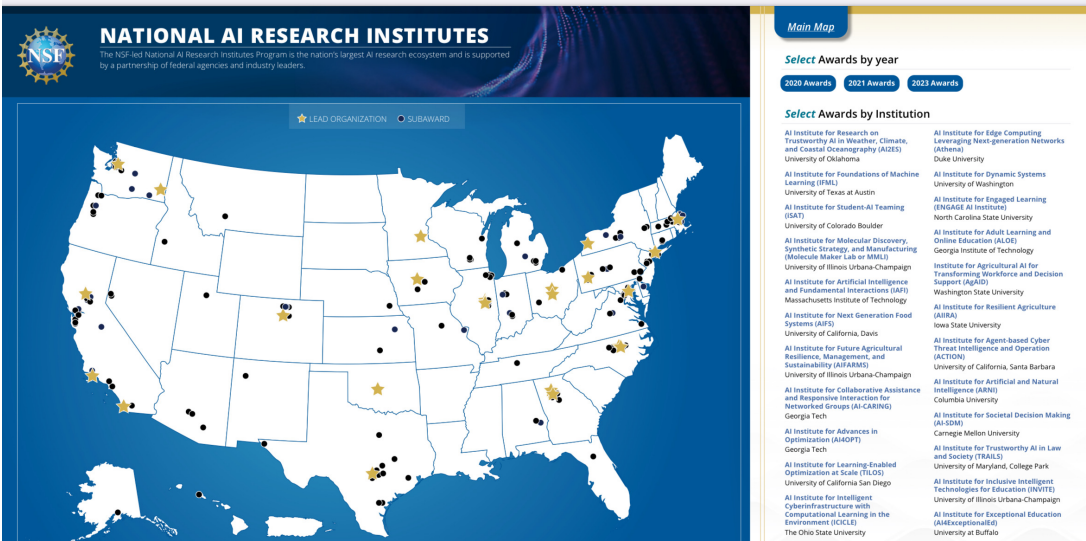 NSF
NATIONAL AI RESEARCH INSTITUTES
The NSF-led National AI Research Institutes Program is the nation's largest AI research ecosystem and is supported
by a partnership of federal agencies and industry leaders.
LEAD ORGANIZATION
SUBAWARD
Main Map
Select Awards by year
2020 Awards
2021 Awards
2023 Awards
Select Awards by Institution
AI Institute for Research on
Trustworthy AI in Weather, Climate,
and Coastal Oceanography (AI2ES)
University of Oklahoma
AI Institute for Foundations of Machine
Learning (IFML)
University of Texas at Austin
AI Institute for Student-AI Teaming
(iSAT)
University of Colorado Boulder
AI Institute for Molecular Discovery,
Synthetic Strategy, and Manufacturing
(Molecule Maker Lab or MMLI)
University of Illinois Urbana-Champaign
AI Institute for Artificial Intelligence
and Fundamental Interactions (IAFI)
Massachusetts Institute of Technology
AI Institute for Next Generation Food
Systems (AIFS)
University of California, Davis
AI Institute for Future Agricultural
Resilience, Management, and
Sustainability (AIFARMS)
University of Illinois Urbana-Champaign
AI Institute for Collaborative Assistance
and Responsive Interaction for
Networked Groups (AI-CARING)
Georgia Tech
AI Institute for Advances in
Optimization (AI4OPT)
Georgia Tech
AI Institute for Learning-Enabled
Optimization at Scale (TILOS)
University of California San Diego
AI Institute for Intelligent
Cyberinfrastructure with
Computational Learning in the
Environment (ICICLE)
The Ohio State University
AI Institute for Edge Computing
Leveraging Next-generation Networks
(Athena)
Duke University
AI Institute for Dynamic Systems
University of Washington
AI Institute for Engaged Learning
(ENGAGE AI Institute)
North Carolina State University
AI Institute for Adult Learning and
Online Education (ALOE)
Georgia Institute of Technology
Institute for Agricultural AI for
Transforming Workforce and Decision
Support (AgAID)
Washington State University
AI Institute for Resilient Agriculture
(AIIRA)
Iowa State University
AI Institute for Agent-based Cyber
Threat Intelligence and Operation
(ACTION)
University of California, Santa Barbara
AI Institute for Artificial and Natural
Intelligence (ARNI)
Columbia University
AI Institute for Societal Decision Making
(AI-SDM)
Carnegie Mellon University
AI Institute for Trustworthy AI in Law
and Society (TRAILS)
University of Maryland, College Park
AI Institute for Inclusive Intelligent
Technologies for Education (INVITE)
University of Illinois Urbana-Champaign
AI Institute for Exceptional Education
(AI4ExceptionalEd)
University at Buffalo